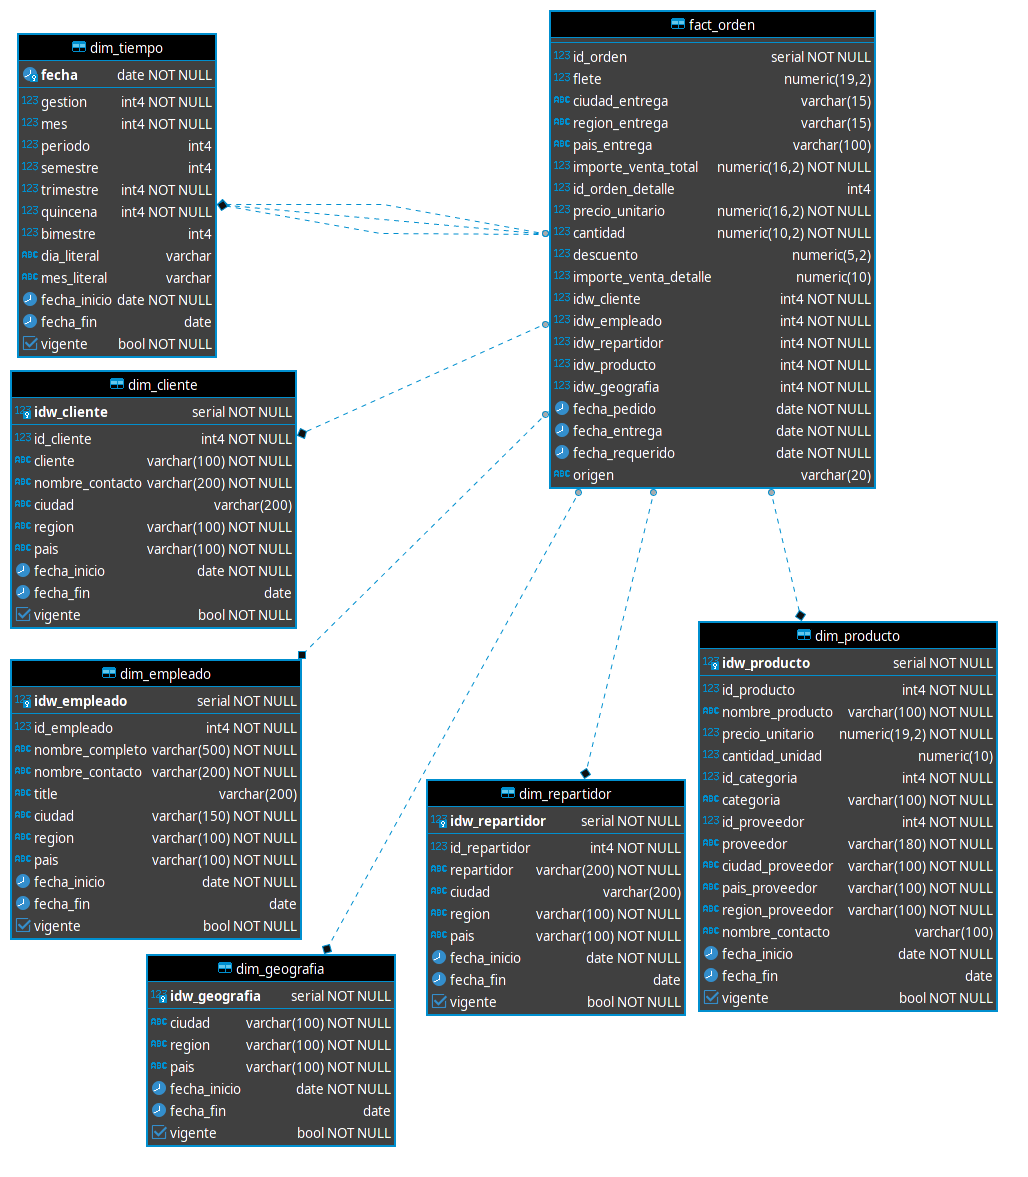 dim_tiempo
fecha date NOT NULL
gestion int4 NOT NULL
mes int4 NOT NULL
periodo int4
semestre int4
trimestre int4 NOT NULL
quincena int4 NOT NULL
bimestre int4
dia_literal varchar
mes_literal varchar
fecha_inicio date NOT NULL
fecha_fin date
vigente bool NOT NULL
fact_orden
id_orden serial NOT NULL
flete numeric(19,2)
ciudad_entrega varchar(15)
region_entrega varchar(15)
pais_entrega varchar(100)
importe_venta_total numeric(16,2) NOT NULL
id_orden_detalle int4
precio_unitario numeric(16,2) NOT NULL
cantidad numeric(10,2) NOT NULL
descuento numeric(5,2)
importe_venta_detalle numeric(10)
idw_cliente int4 NOT NULL
idw_empleado int4 NOT NULL
idw_repartidor int4 NOT NULL
idw_producto int4 NOT NULL
idw_geografia int4 NOT NULL
fecha_pedido date NOT NULL
fecha_entrega date NOT NULL
fecha_requerido date NOT NULL
origen varchar(20)
dim_cliente
idw_cliente serial NOT NULL
id_cliente int4 NOT NULL
cliente varchar(100) NOT NULL
nombre_contacto varchar(200) NOT NULL
ciudad varchar(200)
region varchar(100) NOT NULL
pais varchar(100) NOT NULL
fecha_inicio date NOT NULL
fecha_fin date
vigente bool NOT NULL
dim_empleado
idw_empleado serial NOT NULL
id_empleado int4 NOT NULL
nombre_completo varchar(500) NOT NULL
nombre_contacto varchar(200) NOT NULL
title varchar(200)
ciudad varchar(150) NOT NULL
region varchar(100) NOT NULL
pais varchar(100) NOT NULL
fecha_inicio date NOT NULL
fecha_fin date
vigente bool NOT NULL
dim_geografia
idw_geografia serial NOT NULL
ciudad varchar(100) NOT NULL
region varchar(100) NOT NULL
pais varchar(100) NOT NULL
fecha_inicio date NOT NULL
fecha_fin date
vigente bool NOT NULL
dim_repartidor
idw_repartidor serial NOT NULL
id_repartidor int4 NOT NULL
repartidor varchar(200) NOT NULL
ciudad varchar(200)
region varchar(100) NOT NULL
pais varchar(100) NOT NULL
fecha_inicio date NOT NULL
fecha_fin date
vigente bool NOT NULL
dim_producto
idw_producto serial NOT NULL
id_producto int4 NOT NULL
nombre_producto varchar(100) NOT NULL
precio_unitario numeric(19,2) NOT NULL
cantidad_unidad numeric(10)
id_categoria int4 NOT NULL
categoria varchar(100) NOT NULL
id_proveedor int4 NOT NULL
proveedor varchar(180) NOT NULL
ciudad_proveedor varchar(100) NOT NULL
pais_proveedor varchar(100) NOT NULL
region_proveedor varchar(100) NOT NULL
nombre_contacto varchar(100)
fecha_inicio date NOT NULL
fecha_fin date
vigente bool NOT NULL